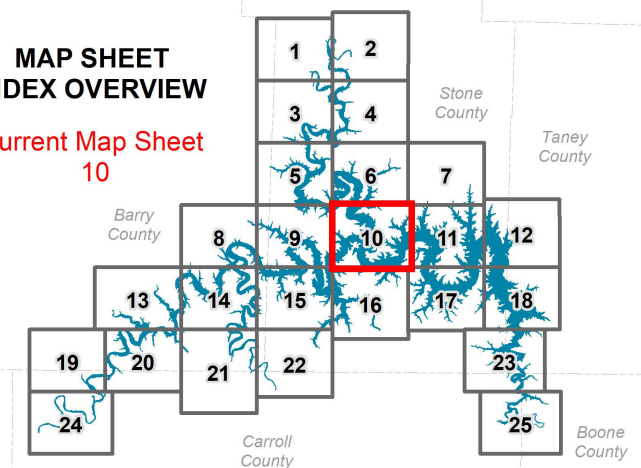 MAP SHEET
NDEX OVERVIEW
urrent Map Sheet
10
1
2
Stone
County
3
4
Taney
County
5
6
7
Barry
County
8
9
10
11
12
13
14
15
16
17
18
19
20
21
22
23
24
25
Carroll
County
Boone
County